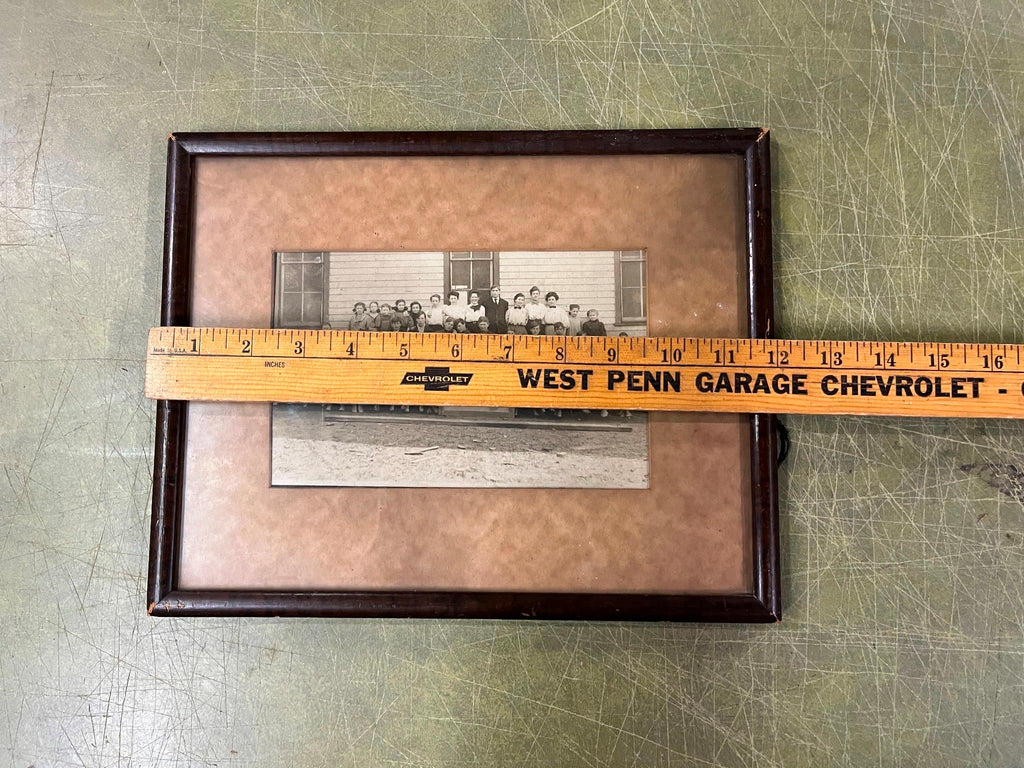 1 2 3 4 5 6 7 8 9 10 11 12 13 14 15 16
Made in U.S.A. INCHES
CHEVROLET WEST PENN GARAGE CHEVROLET -